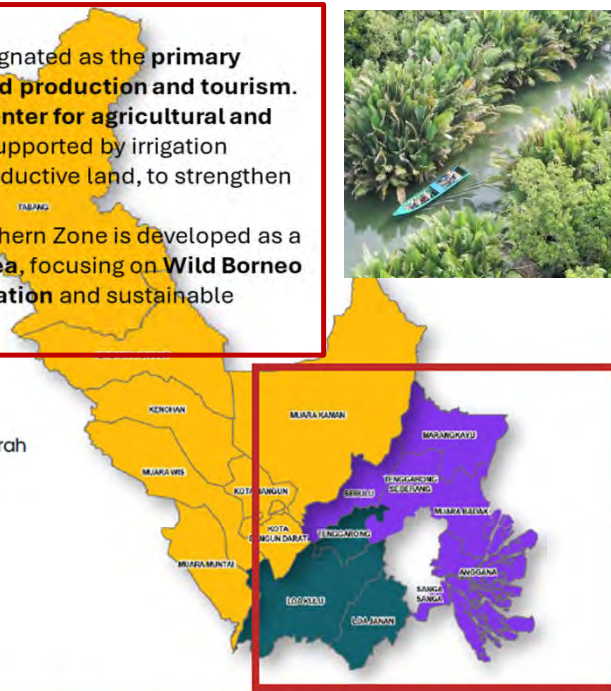 gnated as the primary
d production and tourism.
nter for agricultural and
upported by irrigation
ductive land, to strengthen
TABANG
hern Zone is developed as a
ea, focusing on Wild Borneo
ation and sustainable
KENOHAN
MUARA KAMAN
rah
MARANGKAYU
MUARA WIS
TENGGARONG
SEBERANG
KOTA BANGUN
SEBULU
MUARA BADAK
KOTA
BANGUN DARAT
TENGGARONG
MUARA MUNTAI
ANGGANA
SANGA
SANGA
LOA KULU
LOA JANAN